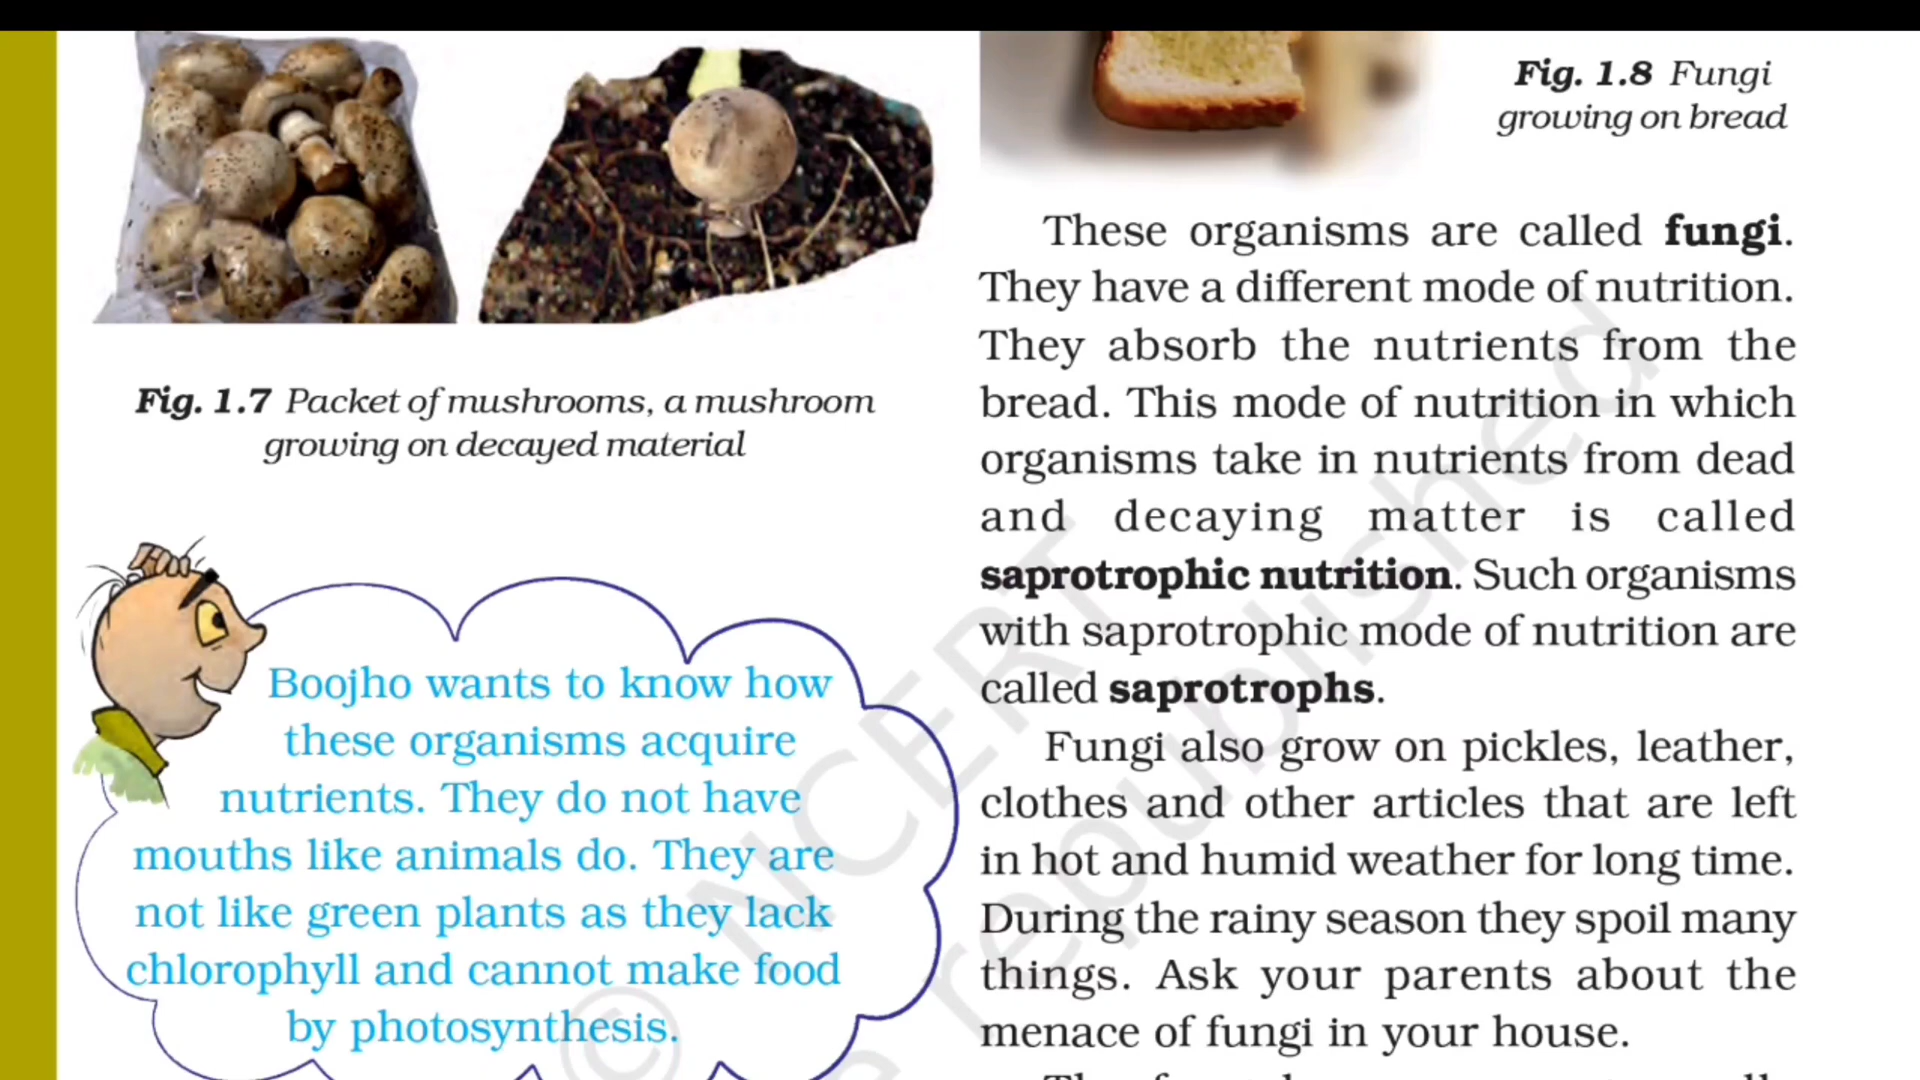 Fig. 1.7 Packet of mushrooms, a mushroom
growing on decayed material
Boojho wants to know how
these organisms acquire
nutrients. They do not have
mouths like animals do. They are
not like green plants as they lack
chlorophyll and cannot make food
by photosynthesis.
Fig. 1.8 Fungi
growing on bread
These organisms are called fungi.
They have a different mode of nutrition.
They absorb the nutrients from the
bread. This mode of nutrition in which
organisms take in nutrients from dead
and decaying matter is called
saprotrophic nutrition. Such organisms
with saprotrophic mode of nutrition are
called saprotrophs.
Fungi also grow on pickles, leather,
clothes and other articles that are left
in hot and humid weather for long time.
During the rainy season they spoil many
things. Ask your parents about the
menace of fungi in your house.
© NCERT
republished